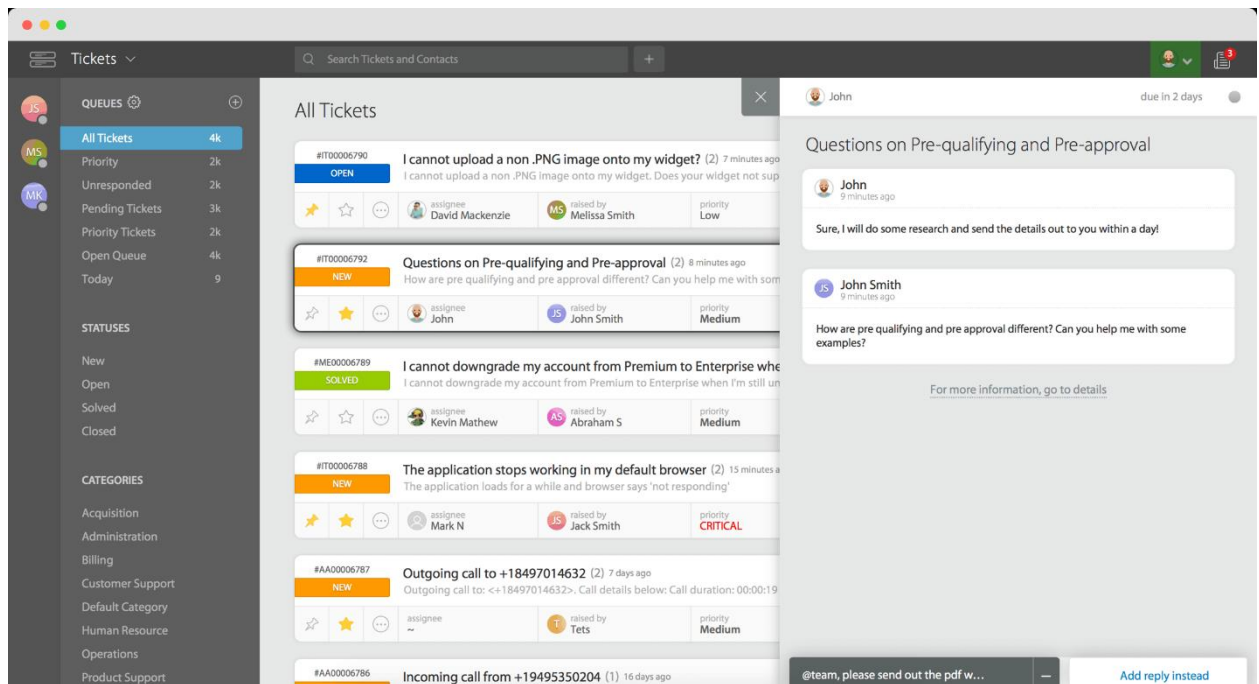 Tickets
Search Tickets and Contacts
+
3
JS
MS
MK
QUEUES
All Tickets 4k
Priority 2k
Unresponded 2k
Pending Tickets 3k
Priority Tickets 2k
Open Queue 4k
Today 9
STATUSES
New
Open
Solved
Closed
CATEGORIES
Acquisition
Administration
Billing
Customer Support
Default Category
Human Resource
Operations
Product Support
All Tickets
#IT00006790
OPEN
I cannot upload a non .PNG image onto my widget? (2) 7 minutes ago
I cannot upload a non .PNG image onto my widget. Does your widget not sup
assignee
David Mackenzie
MS
raised by
Melissa Smith
priority
Low
#IT00006792
NEW
Questions on Pre-qualifying and Pre-approval (2) 8 minutes ago
How are pre qualifying and pre approval different? Can you help me with som
assignee
John
JS
raised by
John Smith
priority
Medium
#ME00006789
SOLVED
I cannot downgrade my account from Premium to Enterprise whe
I cannot downgrade my account from Premium to Enterprise when I'm still un
assignee
Kevin Mathew
AS
raised by
Abraham S
priority
Medium
#IT00006788
NEW
The application stops working in my default browser (2) 15 minutes a
The application loads for a while and browser says 'not responding'
assignee
Mark N
JS
raised by
Jack Smith
priority
CRITICAL
#AA00006787
NEW
Outgoing call to +18497014632 (2) 7 days ago
Outgoing call to: <+18497014632>. Call details below: Call duration: 00:00:19
assignee
~
T
raised by
Tets
priority
Medium
#AA00006786
Incoming call from +19495350204 (1) 16 days ago
John
due in 2 days
Questions on Pre-qualifying and Pre-approval
John
9 minutes ago
Sure, I will do some research and send the details out to you within a day!
JS
John Smith
9 minutes ago
How are pre qualifying and pre approval different? Can you help me with some
examples?
For more information, go to details
@team, please send out the pdf w...
Add reply instead